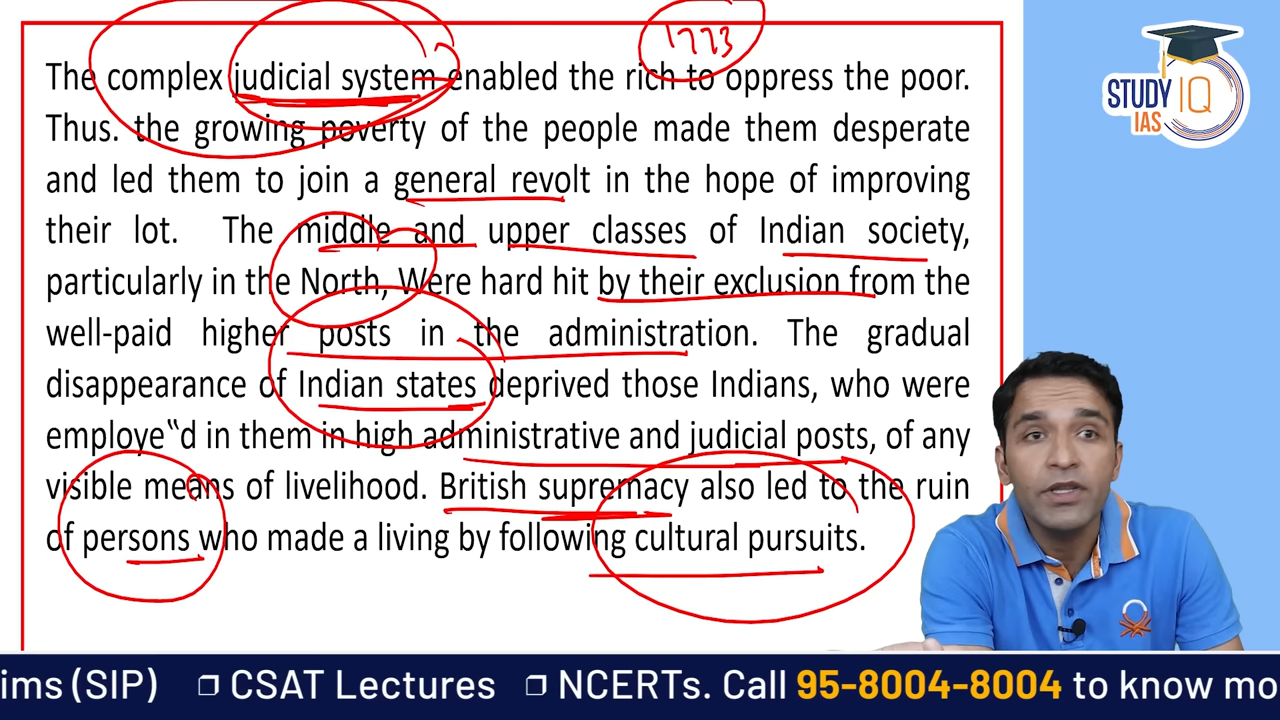 1773
The complex judicial system enabled the rich to oppress the poor.
Thus. the growing poverty of the people made them desperate
and led them to join a general revolt in the hope of improving
their lot. The middle and upper classes of Indian society,
particularly in the North, Were hard hit by their exclusion from the
well-paid higher posts in the administration. The gradual
disappearance of Indian states deprived those Indians, who were
employe‟d in them in high administrative and judicial posts, of any
visible means of livelihood. British supremacy also led to the ruin
of persons who made a living by following cultural pursuits.
STUDY IQ
IAS
ims (SIP) ❒ CSAT Lectures ❒ NCERTs. Call 95-8004-8004 to know mo